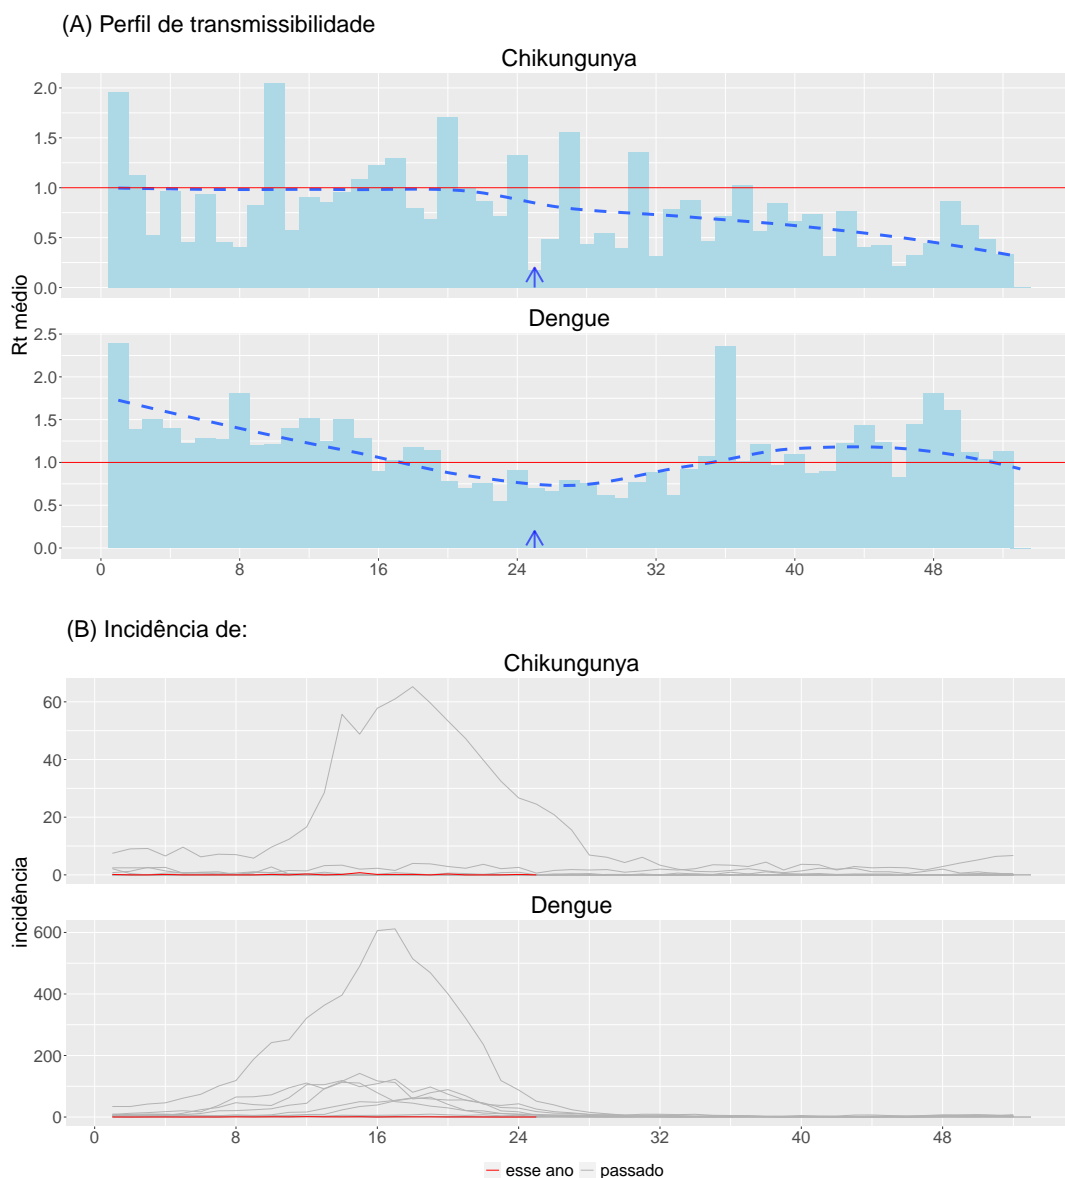 (A) Perfil de transmissibilidade
Chikungunya
2.0
1.5
1.0
0.5
0.0
Rt médio
Dengue
2.5
2.0
1.5
1.0
0.5
0.0
0 8 16 24 32 40 48
(B) Incidência de:
Chikungunya
60
40
20
0
incidência
Dengue
600
400
200
0
0 8 16 24 32 40 48
esse ano passado